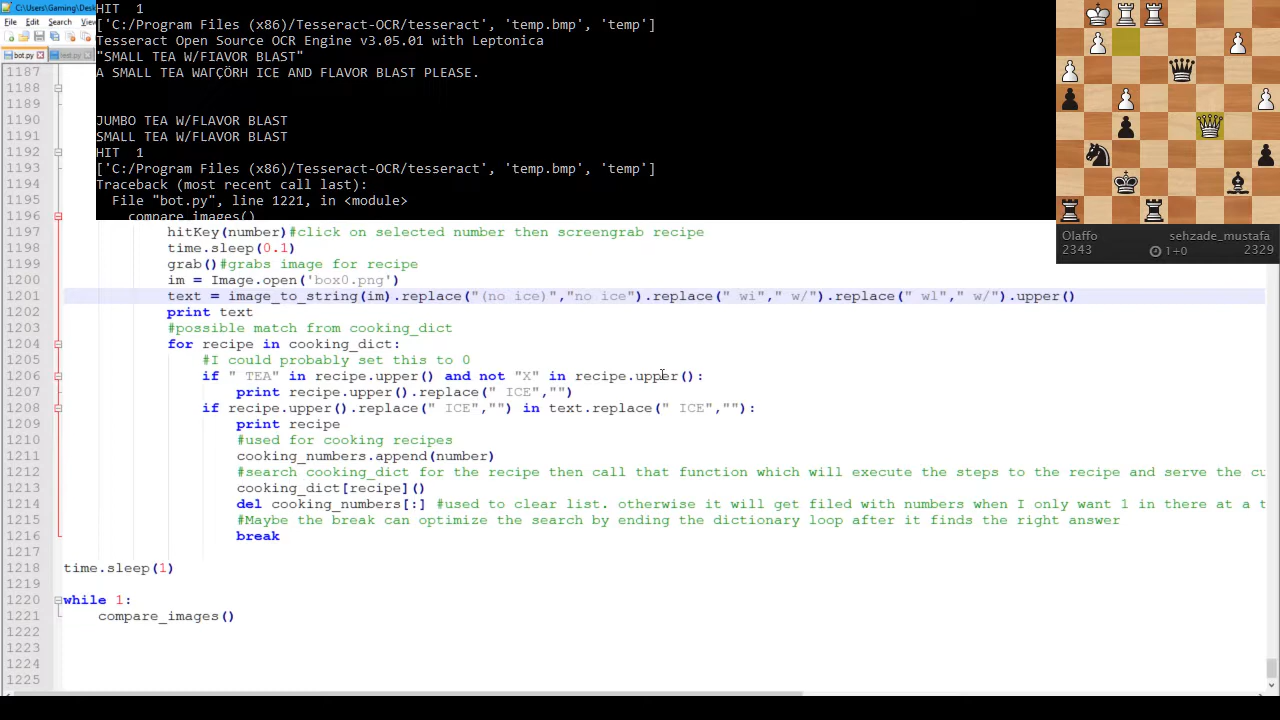 C:\Users\Gaming\Desk
File Edit Search View
bot.py test.py
HIT  1
['C:/Program Files (x86)/Tesseract-OCR/tesseract', 'temp.bmp', 'temp']
Tesseract Open Source OCR Engine v3.05.01 with Leptonica
"SMALL TEA W/FIAVOR BLAST"
A SMALL TEA WAFÇÖRH ICE AND FLAVOR BLAST PLEASE.
JUMBO TEA W/FLAVOR BLAST
SMALL TEA W/FLAVOR BLAST
HIT  1
['C:/Program Files (x86)/Tesseract-OCR/tesseract', 'temp.bmp', 'temp']
Traceback (most recent call last):
  File "bot.py", line 1221, in <module>
    compare_images()
Olaffo sehzade_mustafa
2343 1+0 2329
1187
1188
1189
1190
1191
1192
1193
1194
1195
1196
1197 hitKey(number)#click on selected number then screengrab recipe
1198 time.sleep(0.1)
1199 grab()#grabs image for recipe
1200 im = Image.open('box0.png')
1201 text = image_to_string(im).replace("(no ice)","no ice").replace(" wi"," w/").replace(" wl"," w/").upper()
1202 print text
1203 #possible match from cooking_dict
1204 for recipe in cooking_dict:
1205 #I could probably set this to 0
1206 if " TEA" in recipe.upper() and not "X" in recipe.upper():
1207 print recipe.upper().replace(" ICE","")
1208 if recipe.upper().replace(" ICE","") in text.replace(" ICE",""):
1209 print recipe
1210 #used for cooking recipes
1211 cooking_numbers.append(number)
1212 #search cooking_dict for the recipe then call that function which will execute the steps to the recipe and serve the cu
1213 cooking_dict[recipe]()
1214 del cooking_numbers[:] #used to clear list. otherwise it will get filed with numbers when I only want 1 in there at a t
1215 #Maybe the break can optimize the search by ending the dictionary loop after it finds the right answer
1216 break
1217
1218 time.sleep(1)
1219
1220 while 1:
1221 compare_images()
1222
1223
1224
1225